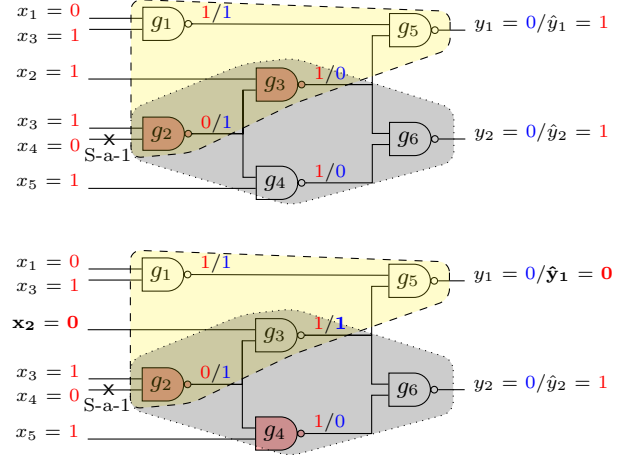 x₁ = 0
x₃ = 1
g₁
1/1
g₅
y₁ = 0/ŷ₁ = 1
x₂ = 1
g₃
1/0
x₃ = 1
x₄ = 0
S-a-1
g₂
0/1
g₆
y₂ = 0/ŷ₂ = 1
x₅ = 1
g₄
1/0
x₁ = 0
x₃ = 1
g₁
1/1
g₅
y₁ = 0/ŷ₁ = 0
x₂ = 0
g₃
1/1
x₃ = 1
x₄ = 0
S-a-1
g₂
0/1
g₆
y₂ = 0/ŷ₂ = 1
x₅ = 1
g₄
1/0